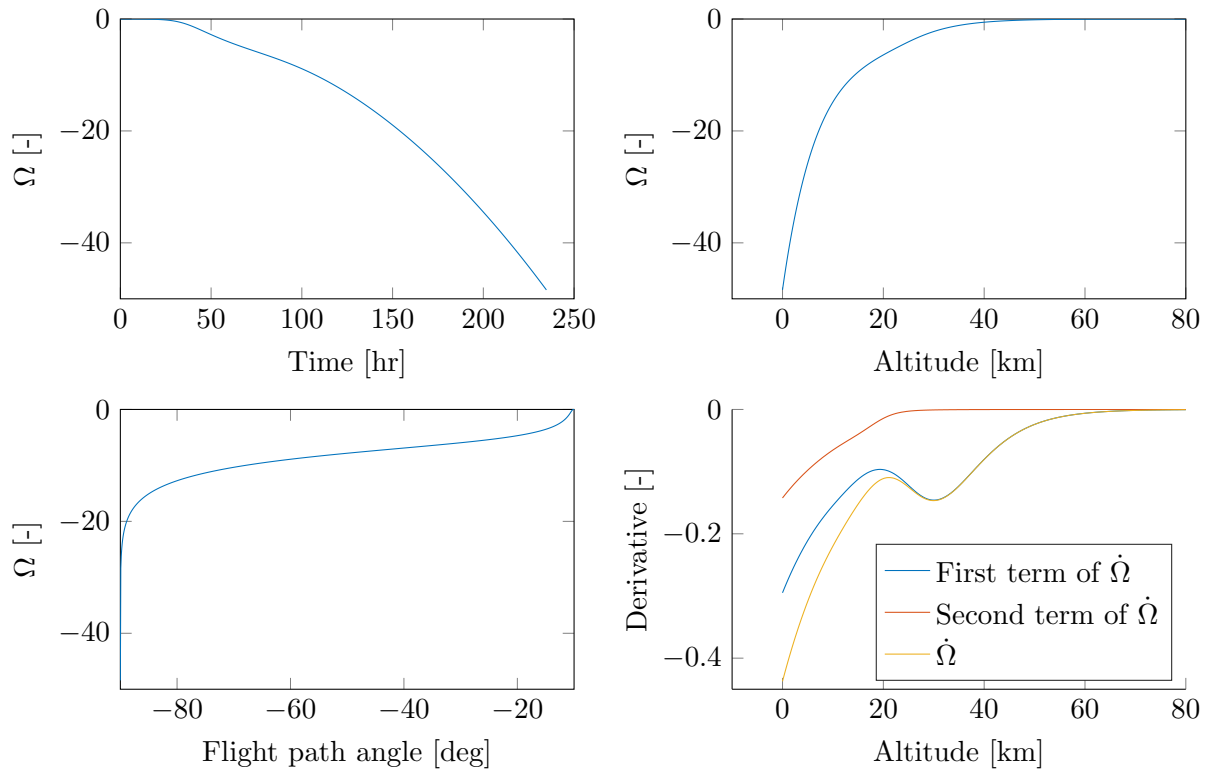 0
−20
−40
Ω [-]
0 50 100 150 200 250
Time [hr]
0
−20
−40
Ω [-]
0 20 40 60 80
Altitude [km]
0
−20
−40
Ω [-]
−80 −60 −40 −20
Flight path angle [deg]
0
−0.2
−0.4
Derivative [-]
First term of Ω̇
Second term of Ω̇
Ω̇
0 20 40 60 80
Altitude [km]